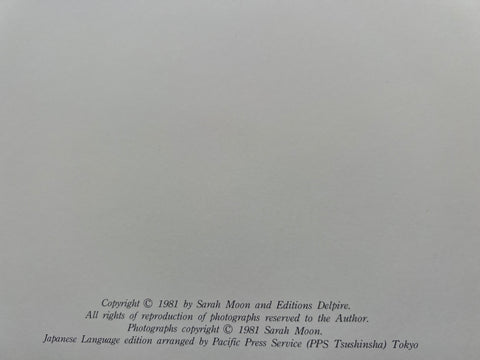 Copyright © 1981 by Sarah Moon and Editions Delpire.
All rights of reproduction of photographs reserved to the Author.
Photographs copyright © 1981 Sarah Moon.
Japanese Language edition arranged by Pacific Press Service (PPS Tsushinsha) Tokyo